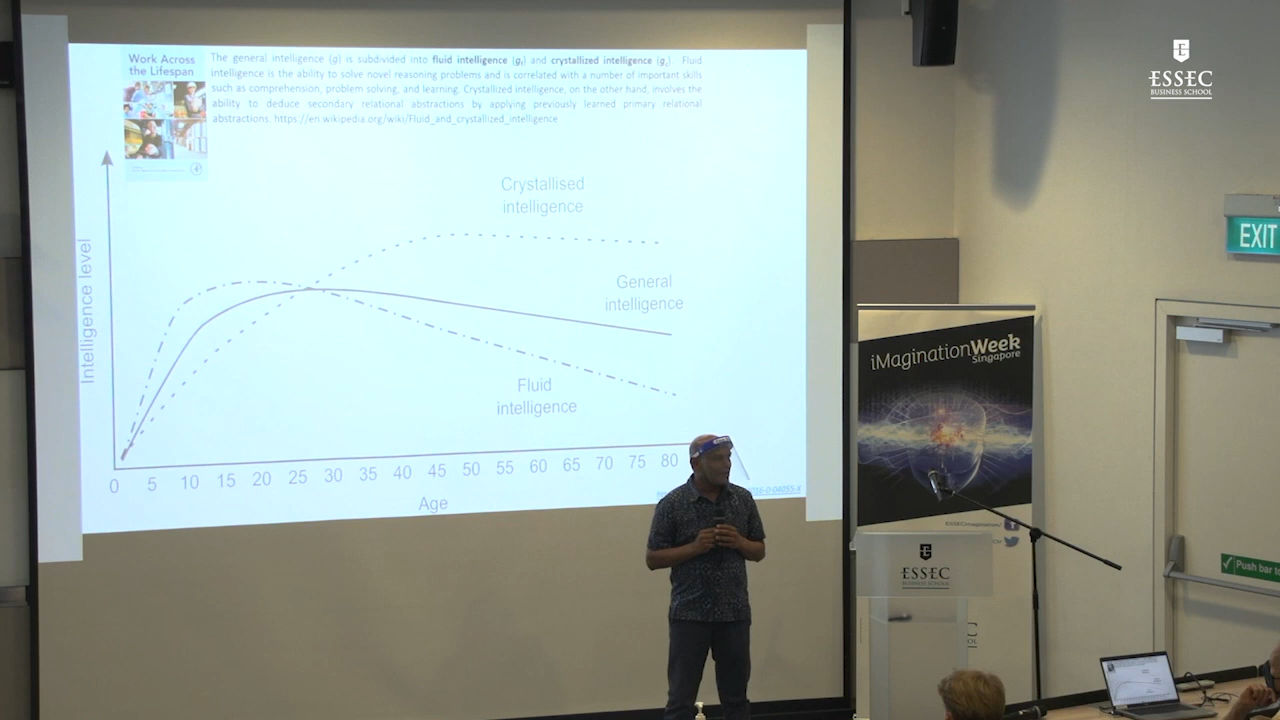 Work Across
the Lifespan
The general intelligence (g) is subdivided into fluid intelligence (gf) and crystallized intelligence (gc). Fluid
intelligence is the ability to solve novel reasoning problems and is correlated with a number of important skills
such as comprehension, problem solving, and learning. Crystallized intelligence, on the other hand, involves the
ability to deduce secondary relational abstractions by applying previously learned primary relational
abstractions. https://en.wikipedia.org/wiki/Fluid_and_crystallized_intelligence
Crystallised
intelligence
General
intelligence
Fluid
intelligence
Intelligence level
0 5 10 15 20 25 30 35 40 45 50 55 60 65 70 75 80
Age
ESSEC
BUSINESS SCHOOL
EXIT
iMaginationWeek
Singapore
ESSEC
BUSINESS SCHOOL
Push bar